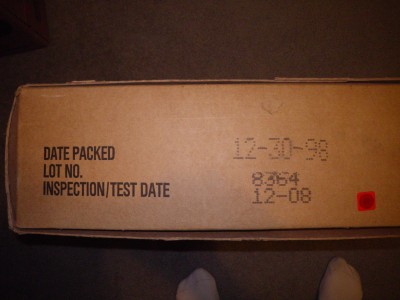 DATE PACKED 12-30-98
LOT NO. 8364
INSPECTION/TEST DATE 12-08